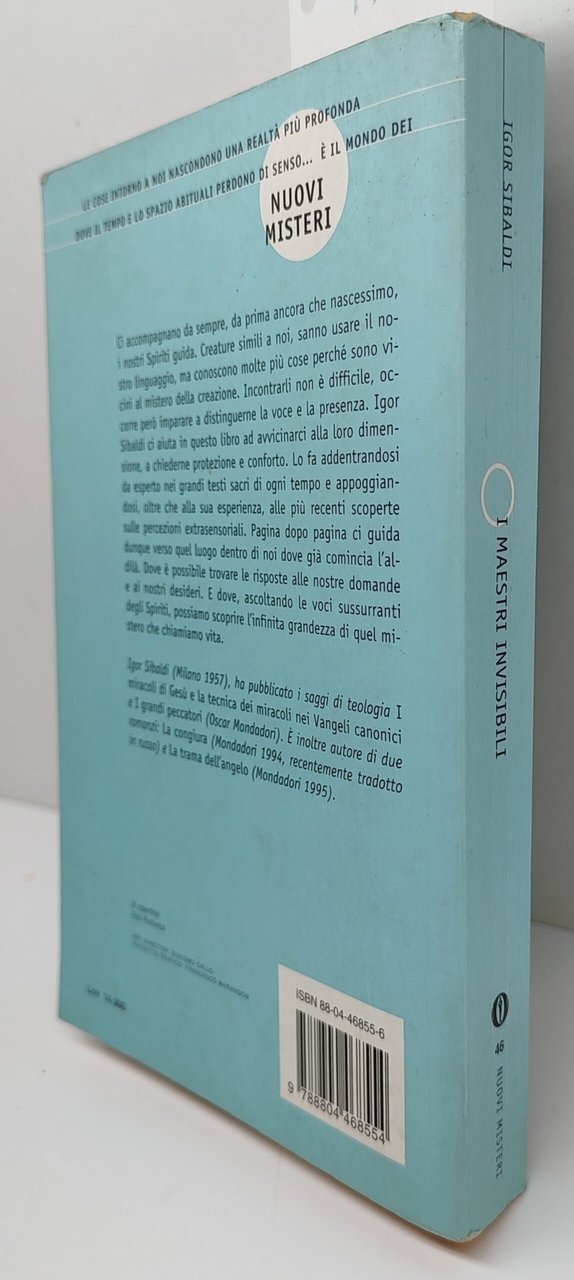 LE COSE INTORNO A NOI NASCONDONO UNA REALTÀ PIÙ PROFONDA
DOVE IL TEMPO E LO SPAZIO ABITUALI PERDONO DI SENSO... È IL MONDO DEI
NUOVI
MISTERI
Ci accompagnano da sempre, da prima ancora che nascessimo,
i nostri Spiriti guida. Creature simili a noi, sanno usare il no-
stro linguaggio, ma conoscono molte più cose perché sono vi-
cini al mistero della creazione. Incontrarli non è difficile, oc-
corre però imparare a distinguerne la voce e la presenza. Igor
Sibaldi ci aiuta in questo libro ad avvicinarci alla loro dimen-
sione, a chiederne protezione e conforto. Lo fa addentrandosi
da esperto nei grandi testi sacri di ogni tempo e appoggian-
dosi, oltre che alla sua esperienza, alle più recenti scoperte
sulle percezioni extrasensoriali. Pagina dopo pagina ci guida
dunque verso quel luogo dentro di noi dove già comincia l'al-
dilà. Dove è possibile trovare le risposte alle nostre domande
e ai nostri desideri. E dove, ascoltando le voci sussurranti
degli Spiriti, possiamo scoprire l'infinita grandezza di quel mi-
stero che chiamiamo vita.
Igor Sibaldi (Milano 1957), ha pubblicato i saggi di teologia I
miracoli di Gesù e la tecnica dei miracoli nei Vangeli canonici
e I grandi peccatori (Oscar Mondadori). È inoltre autore di due
romanzi: La congiura (Mondadori 1994, recentemente tradotto
in russo) e La trama dell'angelo (Mondadori 1995).
ART DIRECTOR: GIACOMO CALLO
PROGETTO GRAFICO: FRANCESCO MARANGON
ISBN 88-04-46855-6
9 788804 468554
IGOR SIBALDI
I MAESTRI INVISIBILI
46
NUOVI MISTERI